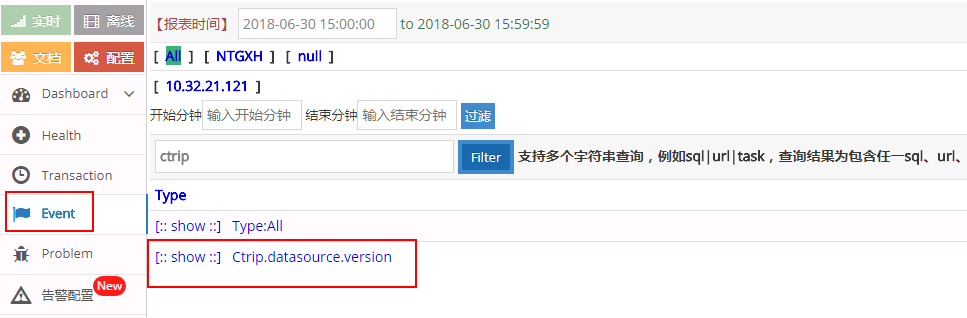 实时 离线
文档 配置
Dashboard
Health
Transaction
Event
Problem
告警配置 New
【报表时间】 2018-06-30 15:00:00 to 2018-06-30 15:59:59
[ All ] [ NTGXH ] [ null ]
[ 10.32.21.121 ]
开始分钟 输入开始分钟 结束分钟 输入结束分钟 过滤
ctrip Filter 支持多个字符串查询，例如sql|url|task，查询结果为包含任一sql、url、
Type
[:: show ::] Type:All
[:: show ::] Ctrip.datasource.version